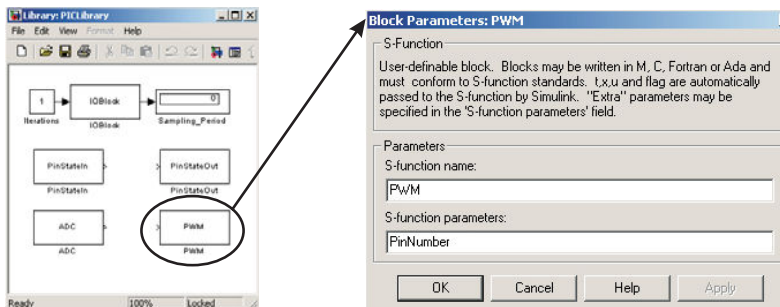 Library: PICLibrary
File Edit View Format Help
1
Iterations
IOBlock
IOBlock
0
Sampling_Period
PinStateIn
PinStateIn
PinStateOut
PinStateOut
ADC
ADC
PWM
PWM
Ready 100% Locked
Block Parameters: PWM
S-Function
User-definable block. Blocks may be written in M, C, Fortran or Ada and
must conform to S-function standards. t,x,u and flag are automatically
passed to the S-function by Simulink. "Extra" parameters may be
specified in the 'S-function parameters' field.
Parameters
S-function name:
PWM
S-function parameters:
PinNumber
OK Cancel Help Apply